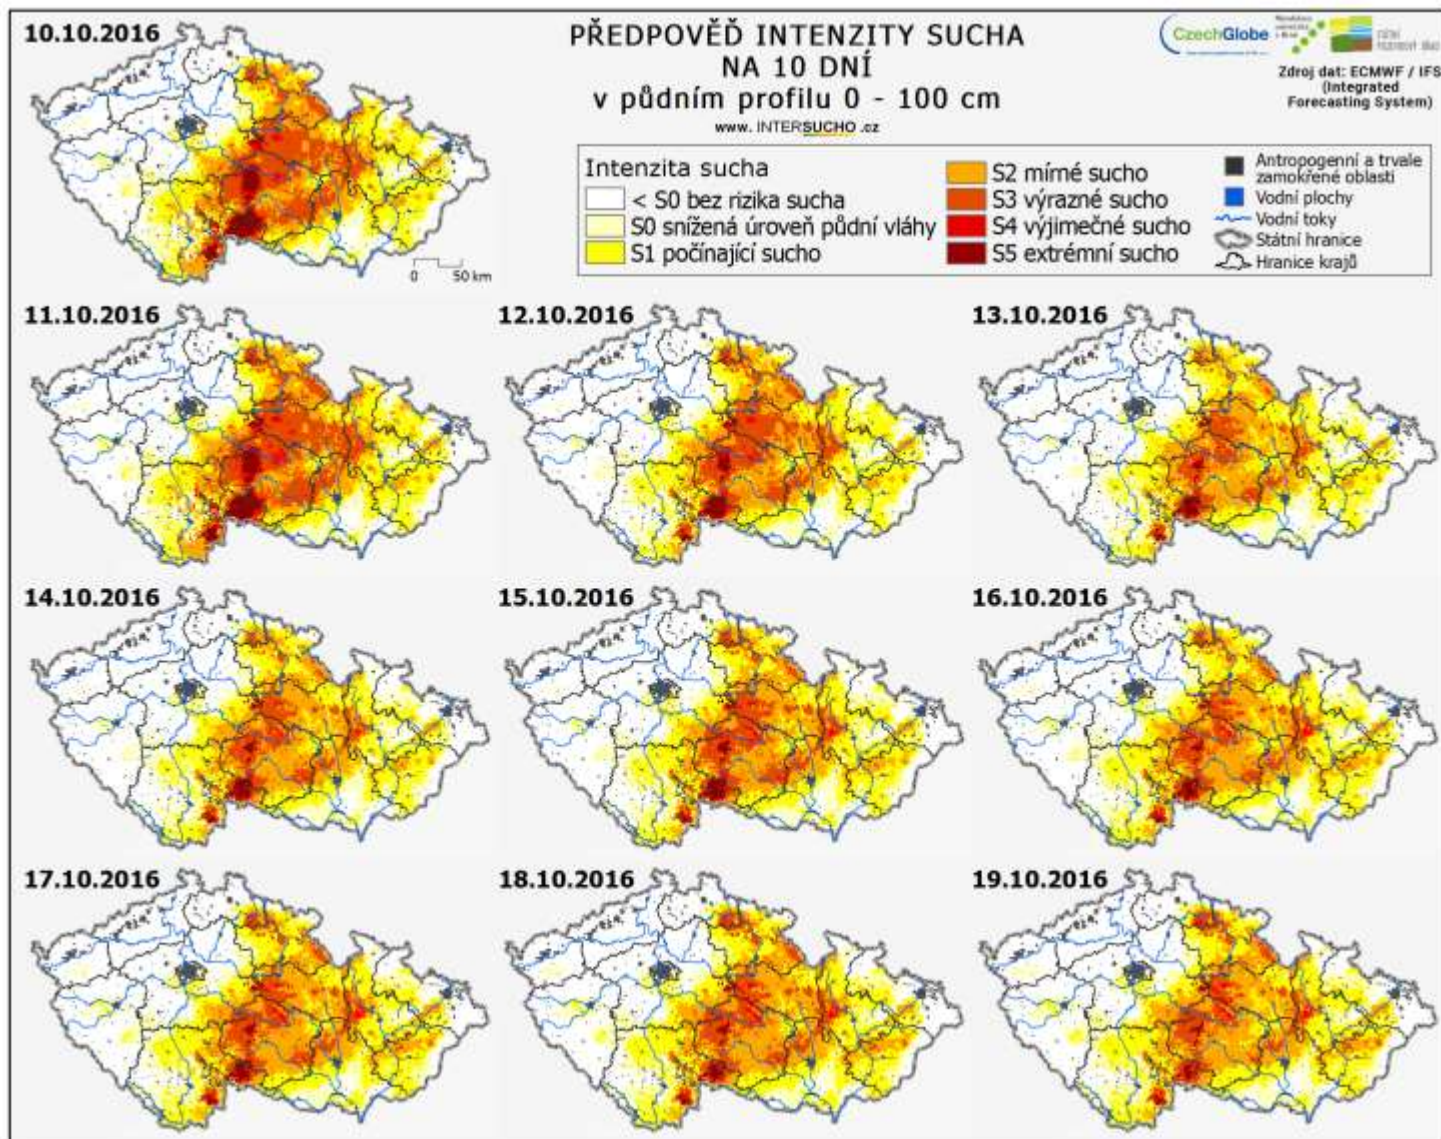 10.10.2016
PŘEDPOVĚĎ INTENZITY SUCHA
NA 10 DNÍ
v půdním profilu 0 - 100 cm
www. INTERSUCHO .cz
CzechGlobe
Zdroj dat: ECMWF / IFS
(Integrated
Forecasting System)
Intenzita sucha
< S0 bez rizika sucha
S0 snížená úroveň půdní vláhy
S1 počínající sucho
S2 mírné sucho
S3 výrazné sucho
S4 výjimečné sucho
S5 extrémní sucho
Antropogenní a trvale
zamokřené oblasti
Vodní plochy
Vodní toky
Státní hranice
Hranice krajů
0 50 km
11.10.2016
12.10.2016
13.10.2016
14.10.2016
15.10.2016
16.10.2016
17.10.2016
18.10.2016
19.10.2016